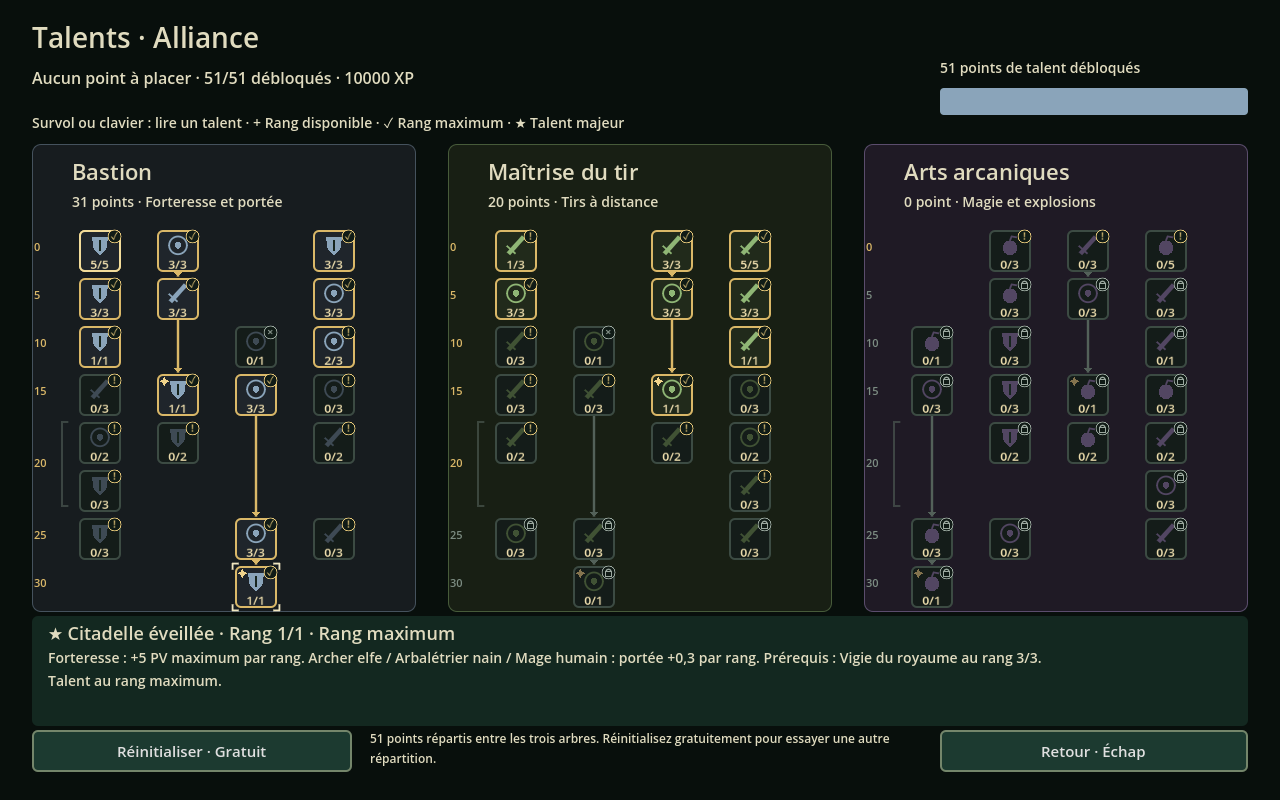 Talents · Alliance
Aucun point à placer · 51/51 débloqués · 10000 XP
51 points de talent débloqués
Survol ou clavier : lire un talent · + Rang disponible · ✓ Rang maximum · ★ Talent majeur
Bastion
31 points · Forteresse et portée
0
5/5 3/3 3/3
5
3/3 3/3 3/3
10
1/1 0/1 2/3
15
0/3 1/1 3/3 0/3
0/2 0/2 0/2
20
0/3
25
0/3 3/3 0/3
30
1/1
Maîtrise du tir
20 points · Tirs à distance
0
1/3 3/3 5/5
5
3/3 3/3 3/3
10
0/3 0/1 1/1
15
0/3 0/3 1/1 0/3
0/2 0/2 0/2
20
0/3
25
0/3 0/3 0/3
30
0/1
Arts arcaniques
0 point · Magie et explosions
0
0/3 0/3 0/5
5
0/3 0/3 0/3
10
0/1 0/3 0/1
15
0/3 0/3 0/1 0/3
0/2 0/2 0/2
20
0/3
25
0/3 0/3 0/3
30
0/1
★ Citadelle éveillée · Rang 1/1 · Rang maximum
Forteresse : +5 PV maximum par rang. Archer elfe / Arbalétrier nain / Mage humain : portée +0,3 par rang. Prérequis : Vigie du royaume au rang 3/3.
Talent au rang maximum.
Réinitialiser · Gratuit
51 points répartis entre les trois arbres. Réinitialisez gratuitement pour essayer une autre
répartition.
Retour · Échap